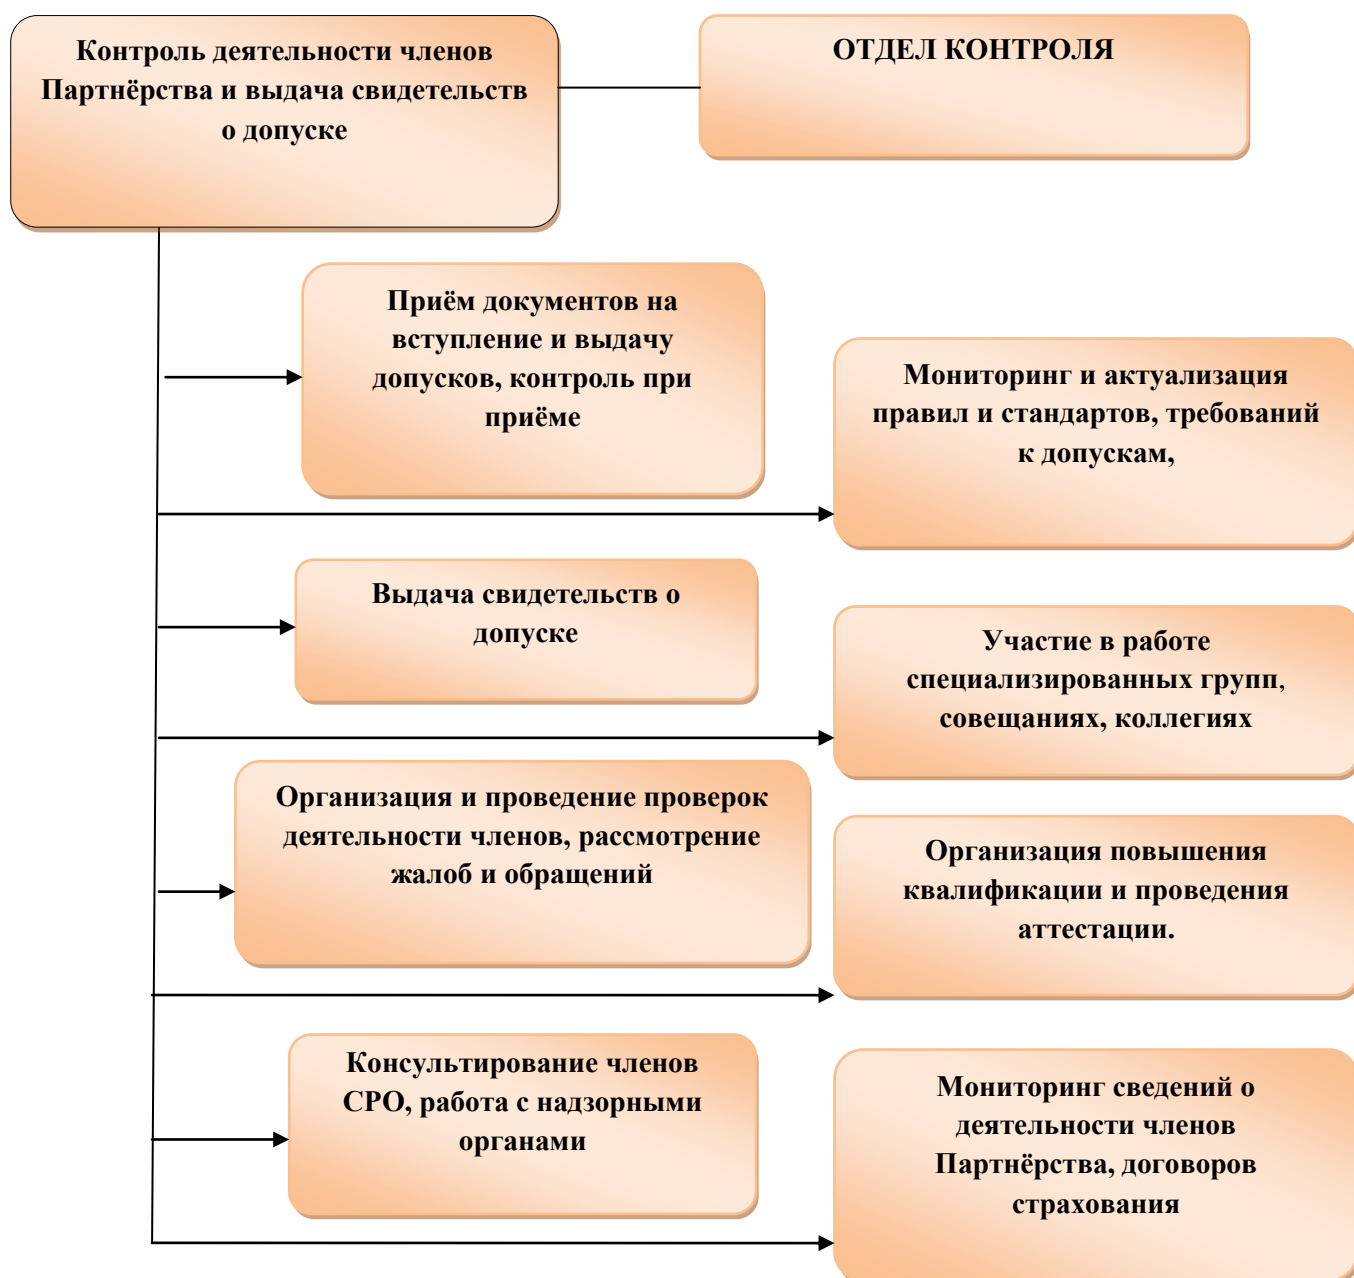 Контроль деятельности членов
Партнёрства и выдача свидетельств
о допуске
ОТДЕЛ КОНТРОЛЯ
Приём документов на
вступление и выдачу
допусков, контроль при
приёме
Мониторинг и актуализация
правил и стандартов, требований
к допускам,
Выдача свидетельств о
допуске
Участие в работе
специализированных групп,
совещаниях, коллегиях
Организация и проведение проверок
деятельности членов, рассмотрение
жалоб и обращений
Организация повышения
квалификации и проведения
аттестации.
Консультирование членов
СРО, работа с надзорными
органами
Мониторинг сведений о
деятельности членов
Партнёрства, договоров
страхования